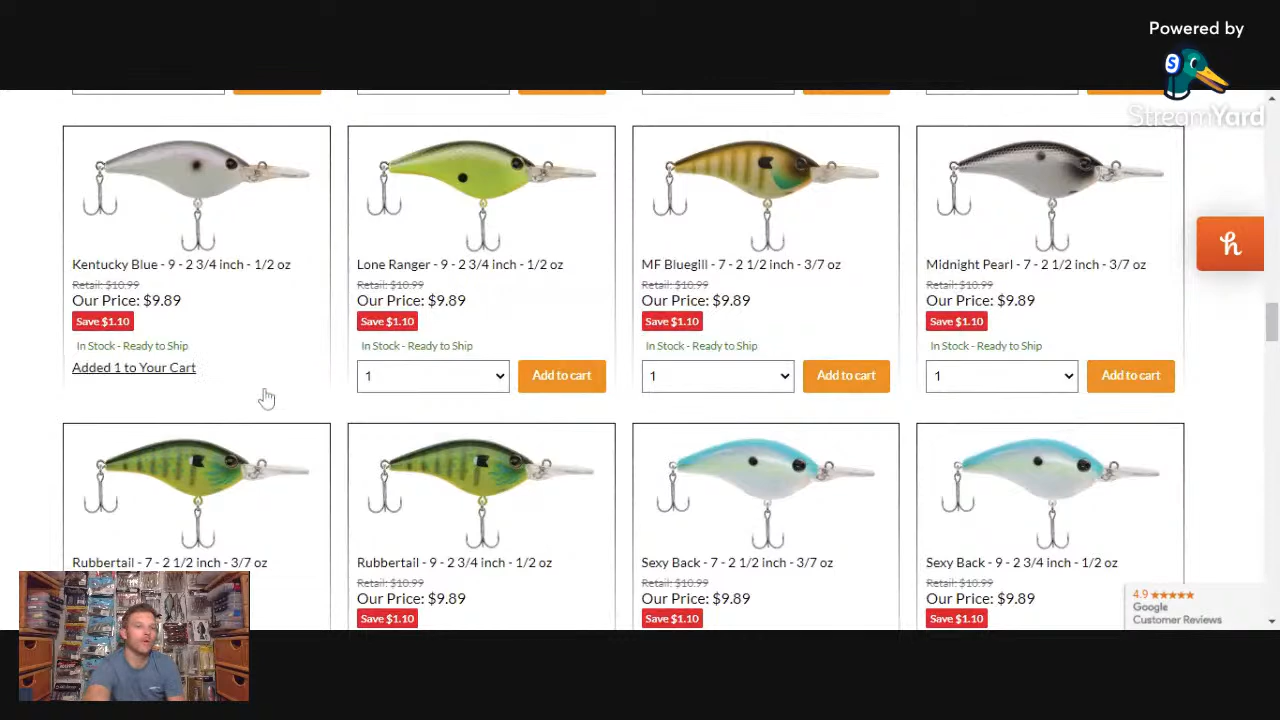 Powered by
StreamYard
Kentucky Blue - 9 - 2 3/4 inch - 1/2 oz
Retail: $10.99
Our Price: $9.89
Save $1.10
In Stock - Ready to Ship
Added 1 to Your Cart
Lone Ranger - 9 - 2 3/4 inch - 1/2 oz
Retail: $10.99
Our Price: $9.89
Save $1.10
In Stock - Ready to Ship
1
Add to cart
MF Bluegill - 7 - 2 1/2 inch - 3/7 oz
Retail: $10.99
Our Price: $9.89
Save $1.10
In Stock - Ready to Ship
1
Add to cart
Midnight Pearl - 7 - 2 1/2 inch - 3/7 oz
Retail: $10.99
Our Price: $9.89
Save $1.10
In Stock - Ready to Ship
1
Add to cart
h
Rubbertail - 7 - 2 1/2 inch - 3/7 oz
Rubbertail - 9 - 2 3/4 inch - 1/2 oz
Retail: $10.99
Our Price: $9.89
Save $1.10
Sexy Back - 7 - 2 1/2 inch - 3/7 oz
Retail: $10.99
Our Price: $9.89
Save $1.10
Sexy Back - 9 - 2 3/4 inch - 1/2 oz
Retail: $10.99
Our Price: $9.89
Save $1.10
4.9 ★★★★★
Google
Customer Reviews